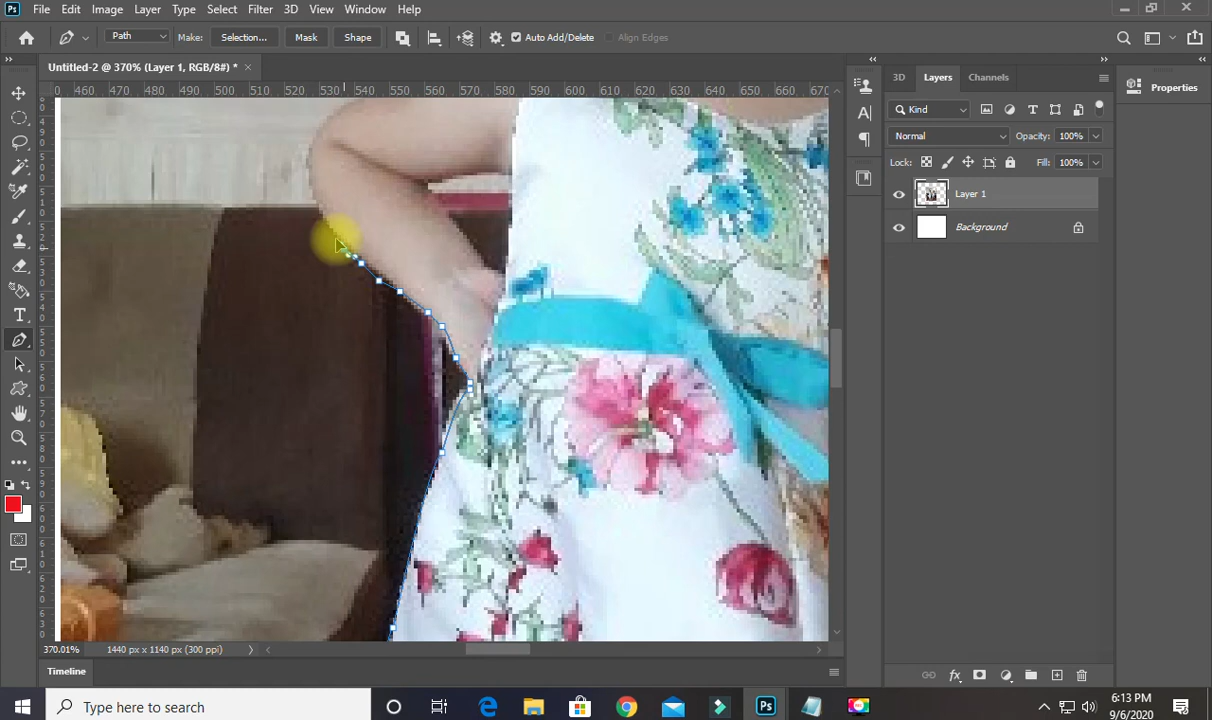 Ps File Edit Image Layer Type Select Filter 3D View Window Help
Path Make: Selection... Mask Shape Auto Add/Delete Align Edges
Untitled-2 @ 370% (Layer 1, RGB/8#) * ×
460 470 480 490 500 510 520 530 540 550 560 570 580 590 600 610 620 630 640 650 660 670
3D Layers Channels
Properties
Kind
Normal Opacity: 100%
Lock: Fill: 100%
Layer 1
Background
370.01% 1440 px x 1140 px (300 ppi)
Timeline
Type here to search
6:13 PM
9/6/2020